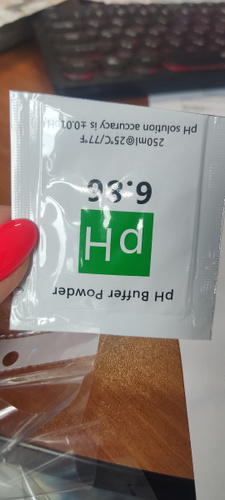 pH Buffer Powder
pH
6.86
250ml@25°C/77°F
pH solution accuracy is ± 0.01pH